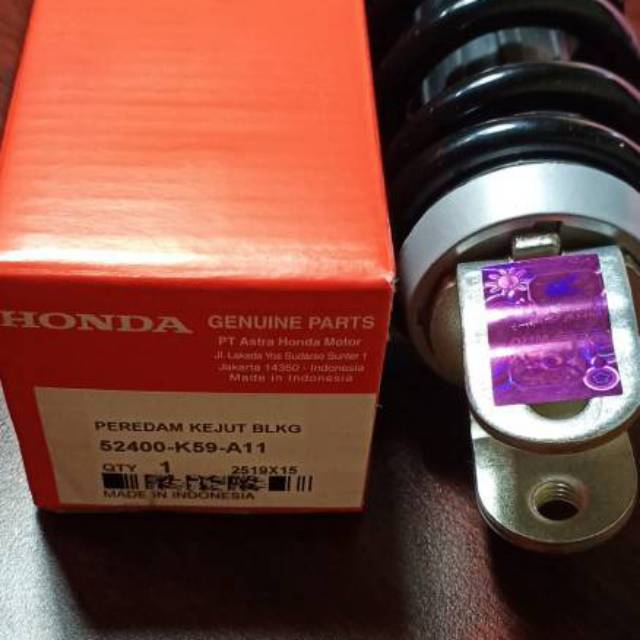 HONDA GENUINE PARTS
PT Astra Honda Motor
Jl. Laksda Yos Sudarso Sunter 1
Jakarta 14350 - Indonesia
Made in Indonesia
PEREDAM KEJUT BLKG
52400-K59-A11
QTY 1 2519X15
MADE IN INDONESIA